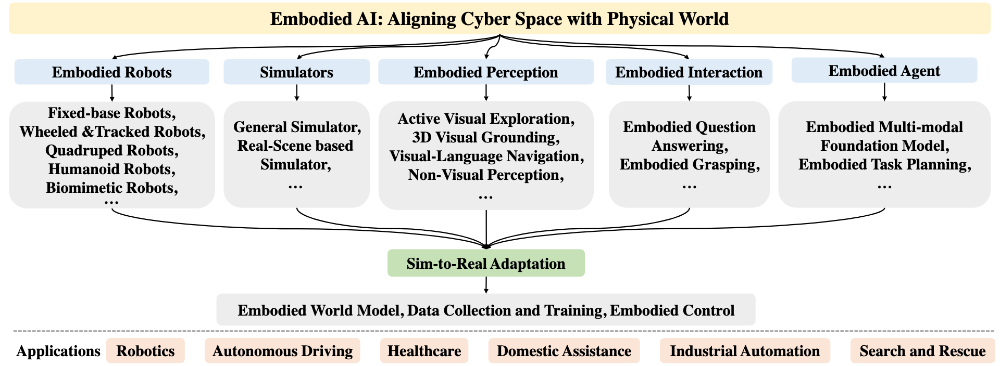 Embodied AI: Aligning Cyber Space with Physical World
Embodied Robots
Simulators
Embodied Perception
Embodied Interaction
Embodied Agent
Fixed-base Robots,
Wheeled &Tracked Robots,
Quadruped Robots,
Humanoid Robots,
Biomimetic Robots,
…
General Simulator,
Real-Scene based
Simulator,
…
Active Visual Exploration,
3D Visual Grounding,
Visual-Language Navigation,
Non-Visual Perception,
…
Embodied Question
Answering,
Embodied Grasping,
…
Embodied Multi-modal
Foundation Model,
Embodied Task Planning,
…
Sim-to-Real Adaptation
Embodied World Model, Data Collection and Training, Embodied Control
Applications
Robotics
Autonomous Driving
Healthcare
Domestic Assistance
Industrial Automation
Search and Rescue